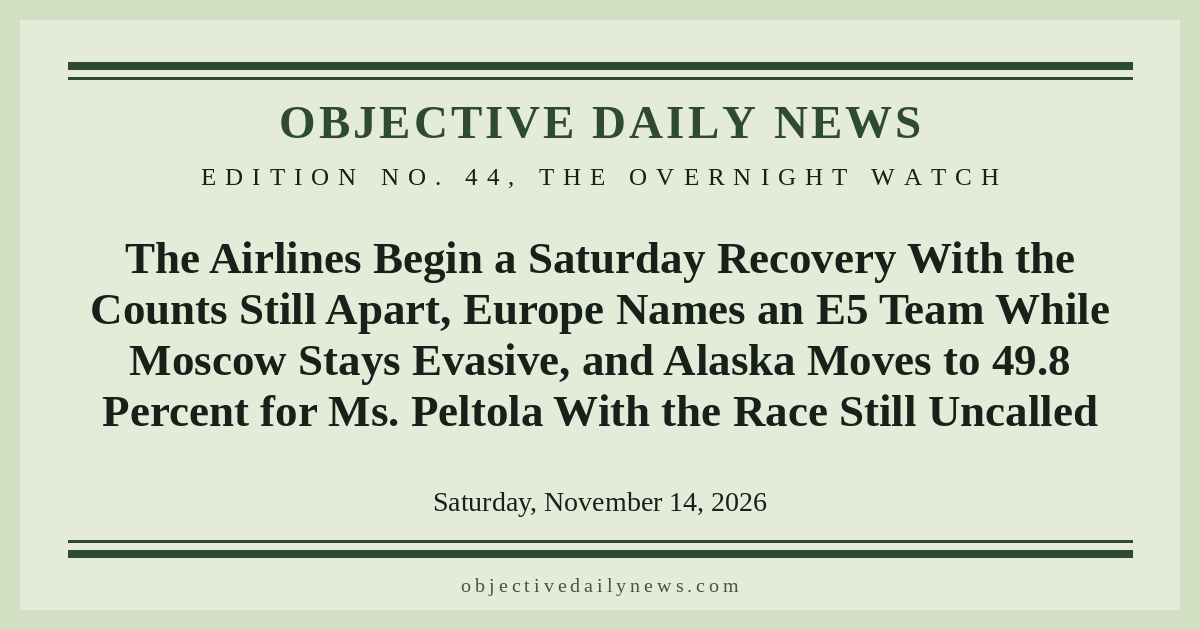 OBJECTIVE DAILY NEWS
EDITION NO. 44, THE OVERNIGHT WATCH
The Airlines Begin a Saturday Recovery With the
Counts Still Apart, Europe Names an E5 Team While
Moscow Stays Evasive, and Alaska Moves to 49.8
Percent for Ms. Peltola With the Race Still Uncalled
Saturday, November 14, 2026
objectivedailynews.com